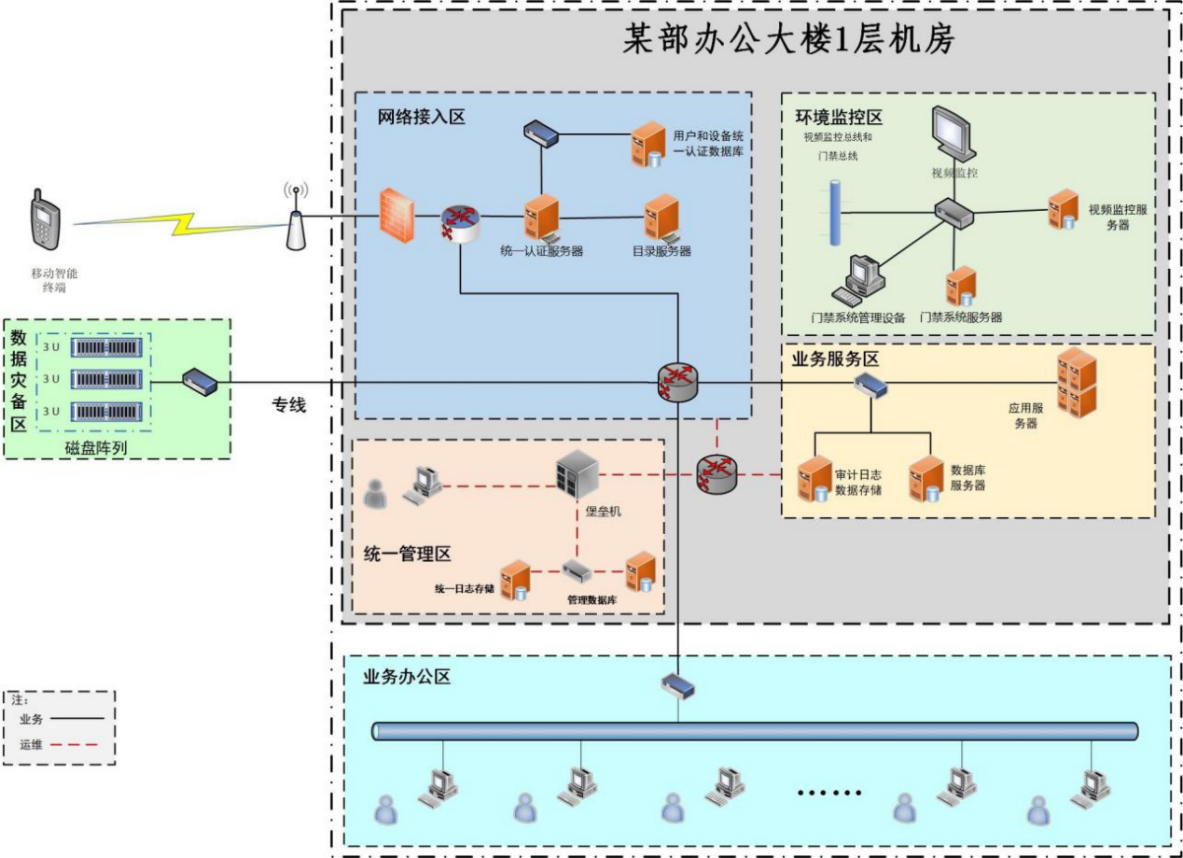 某部办公大楼1层机房
网络接入区
用户和设备统
一认证数据库
统一认证服务器
目录服务器
环境监控区
视频监控总线和
门禁总线
视频监控
视频监控服
务器
门禁系统管理设备
门禁系统服务器
移动智能
终端
数据灾备区
3 U
3 U
3 U
磁盘阵列
专线
业务服务区
应用服
务器
审计日志
数据存储
数据库
服务器
堡垒机
统一管理区
统一日志存储
管理数据库
业务办公区
······
注：
业务
运维